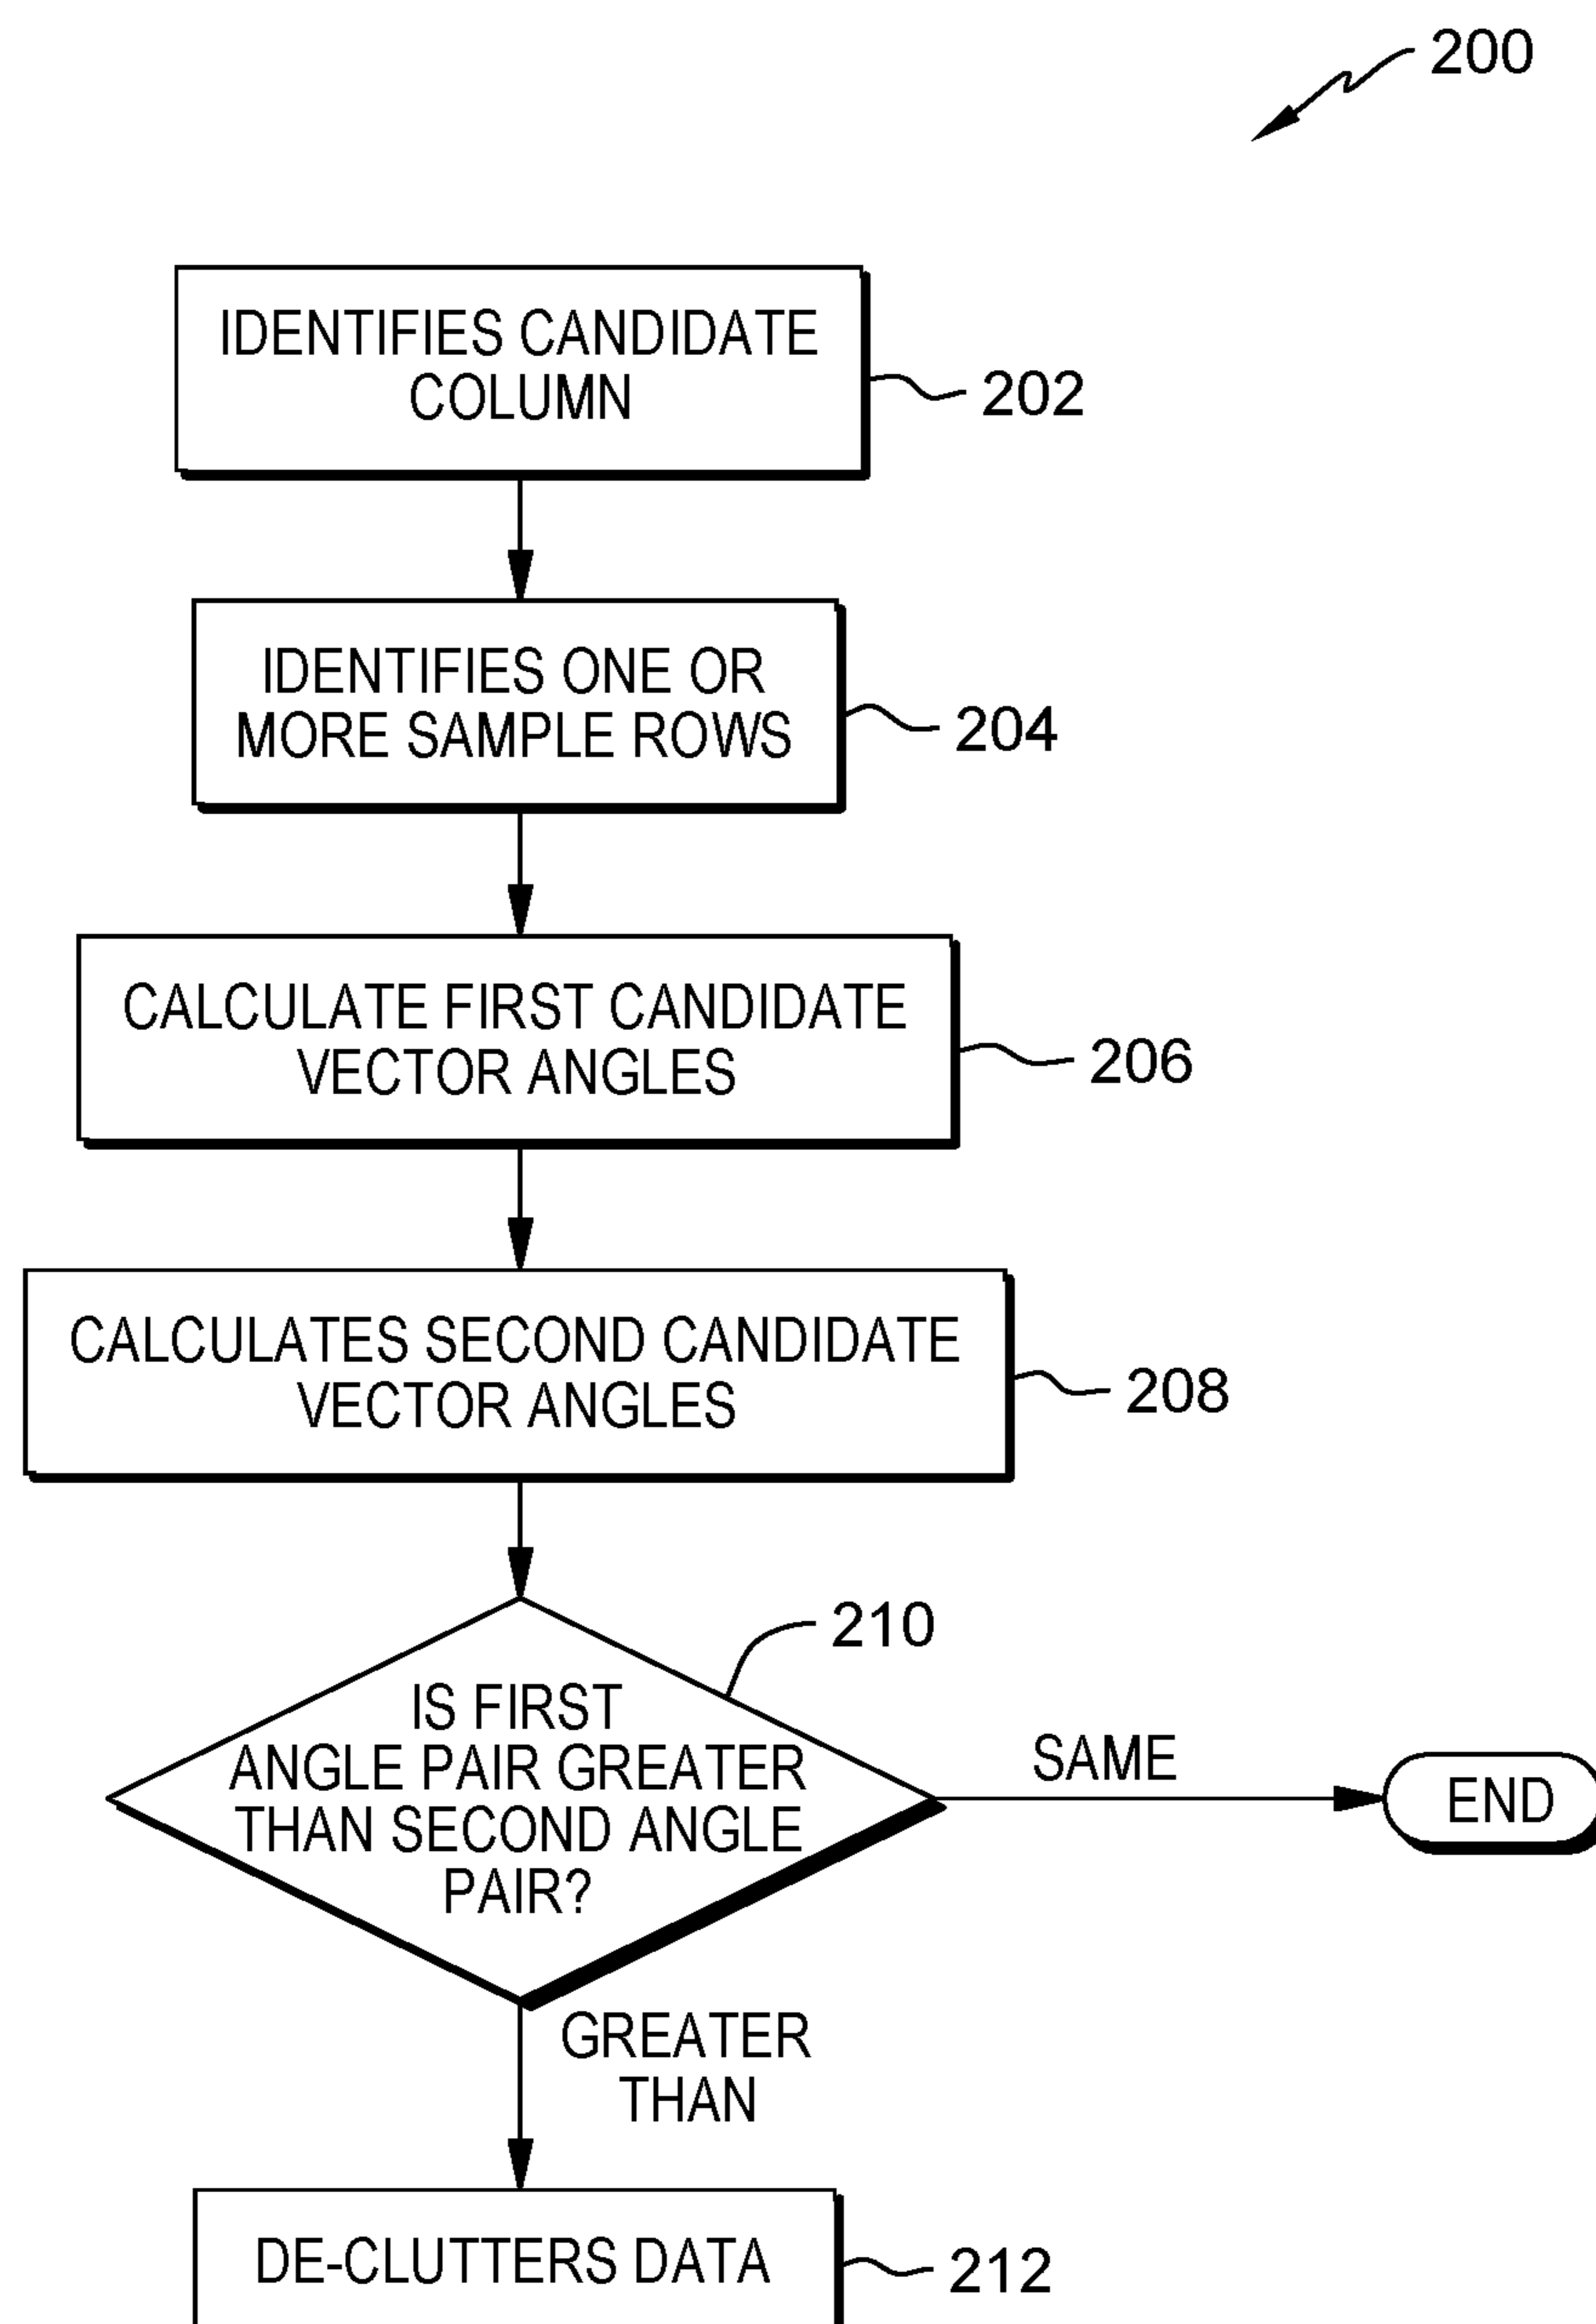 200
IDENTIFIES CANDIDATE
COLUMN
202
IDENTIFIES ONE OR
MORE SAMPLE ROWS
204
CALCULATE FIRST CANDIDATE
VECTOR ANGLES
206
CALCULATES SECOND CANDIDATE
VECTOR ANGLES
208
210
IS FIRST
ANGLE PAIR GREATER
THAN SECOND ANGLE
PAIR?
SAME
END
GREATER
THAN
DE-CLUTTERS DATA
212